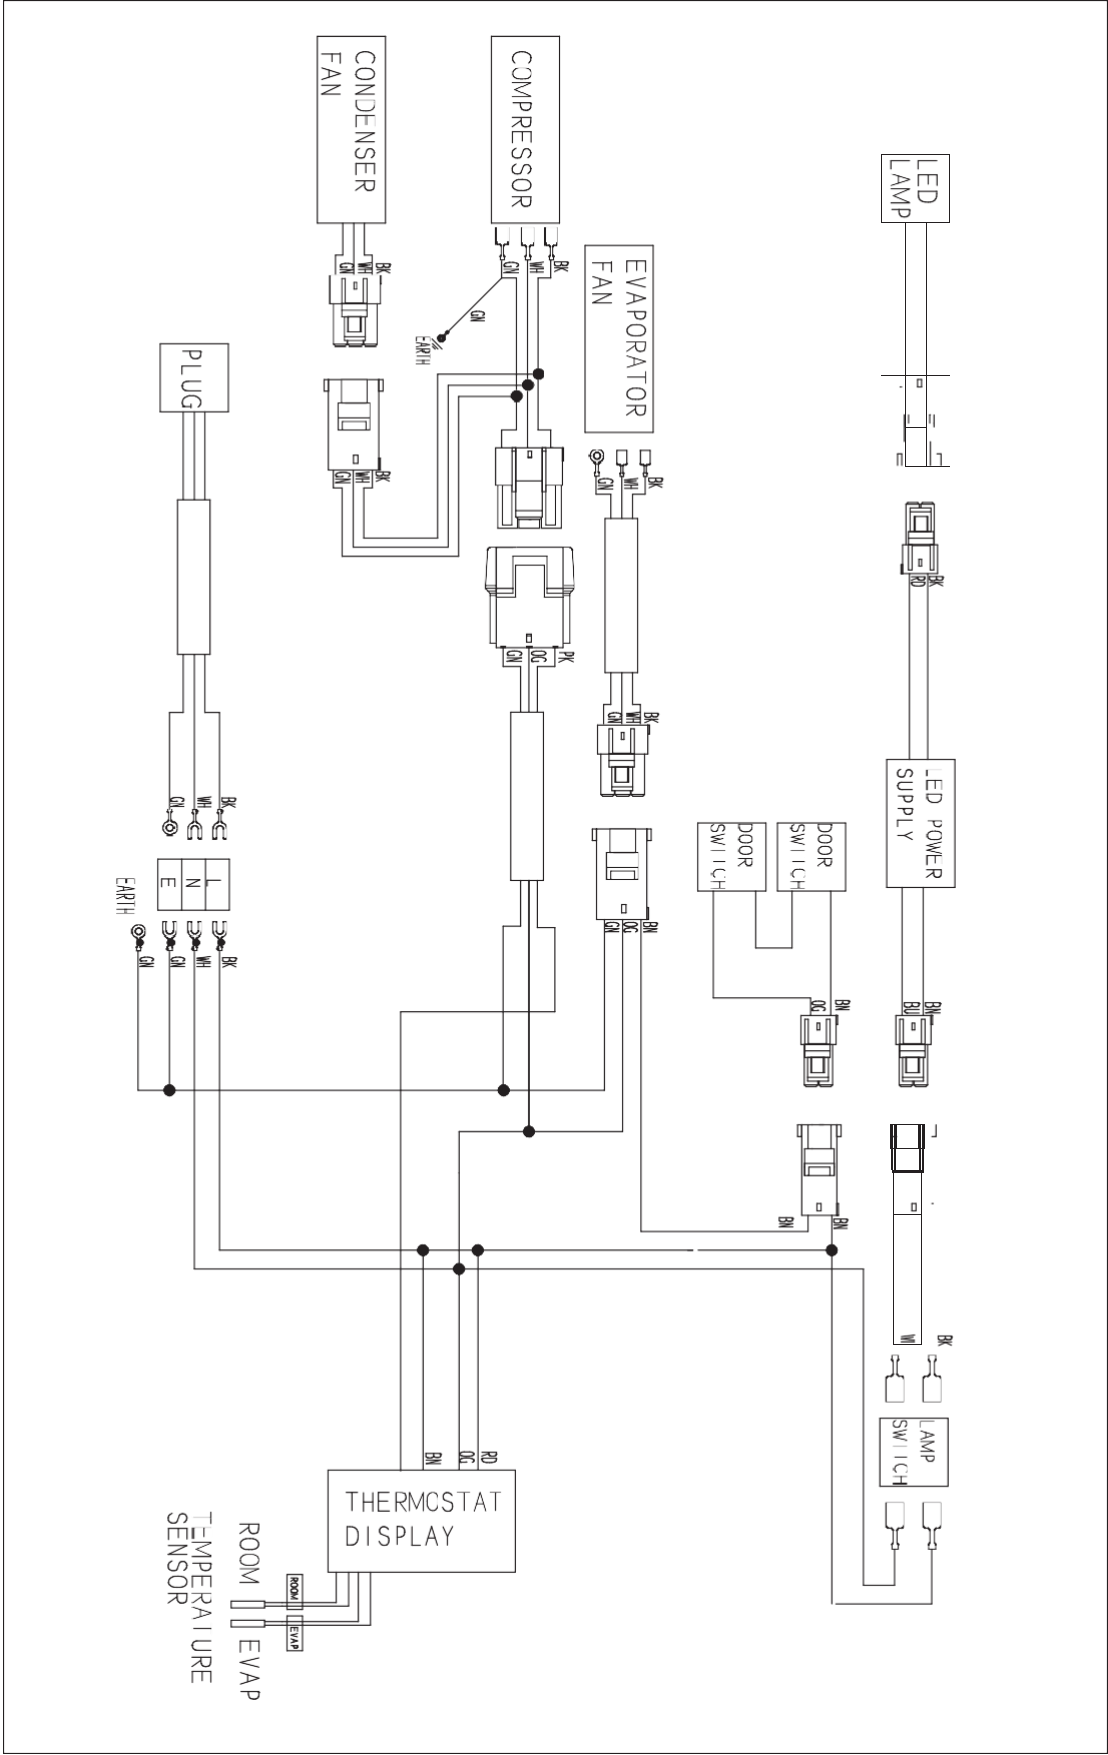 CONDENSER
FAN
COMPRESSOR
LED
LAMP
EVAPORATOR
FAN
PLUG
GN WH BK
GN WH BK
GN
EARTH
GN WH BK
GN WH BK
RD BK
GN OG PK
GN WH BK
LED POWER
SUPPLY
DOOR
SWITCH
DOOR
SWITCH
GN WH BK
E N L
EARTH
GN GN WH BK
GN OG BN
OG BN
BU BN
BN BN
BK
LAMP
SWITCH
BN OG RD
THERMOSTAT
DISPLAY
ROOM
EVAP
ROOM EVAP
TEMPERATURE
SENSOR